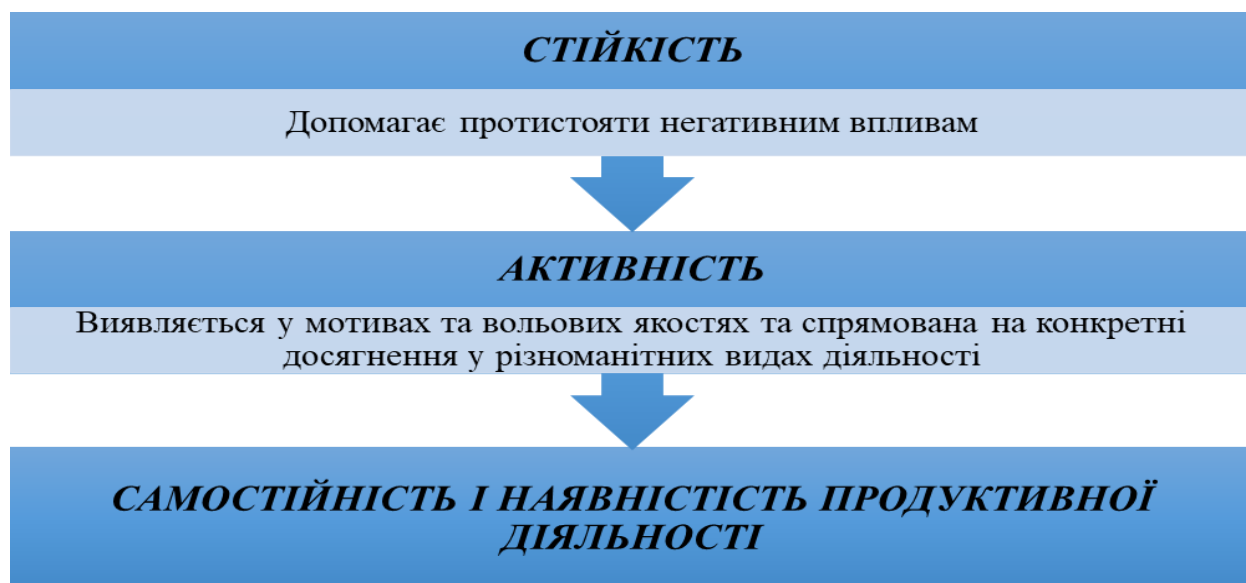 СТІЙКІСТЬ
Допомагає протистояти негативним впливам
АКТИВНІСТЬ
Виявляється у мотивах та вольових якостях та спрямована на конкретні
досягнення у різноманітних видах діяльності
САМОСТІЙНІСТЬ І НАЯВНІСТІСТЬ ПРОДУКТИВНОЇ
ДІЯЛЬНОСТІ